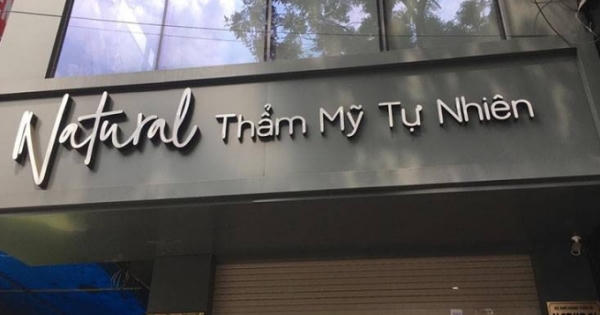 Natural Thẩm Mỹ Tự Nhiên